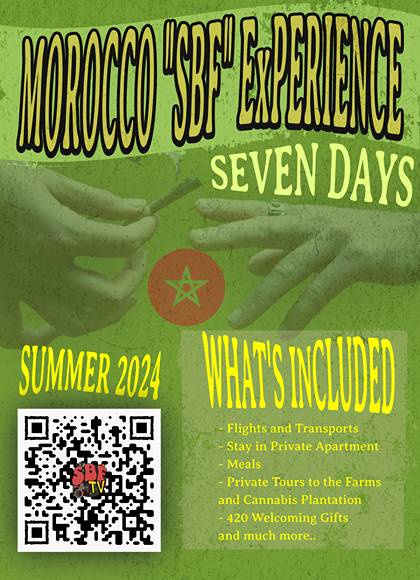 MOROCCO "SBF" ExPERIENCE
SEVEN DAYS
SUMMER 2024
WHAT'S INCLUDED
- Flights and Transports
- Stay in Private Apartment
- Meals
- Private Tours to the Farms
and Cannabis Plantation
- 420 Welcoming Gifts
and much more..
SBF
TV